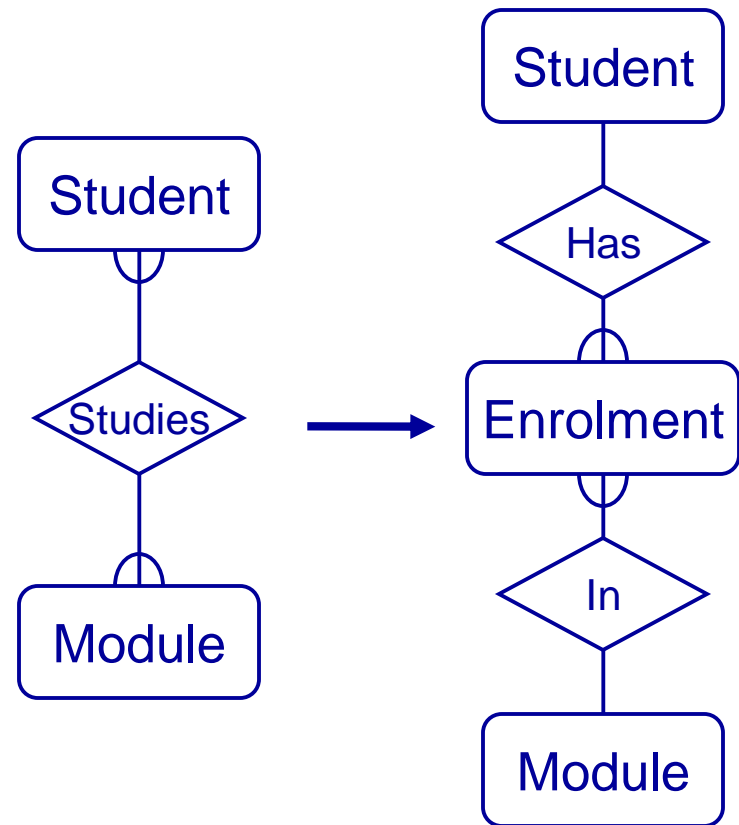 Student
Studies
Module
Student
Has
Enrolment
In
Module